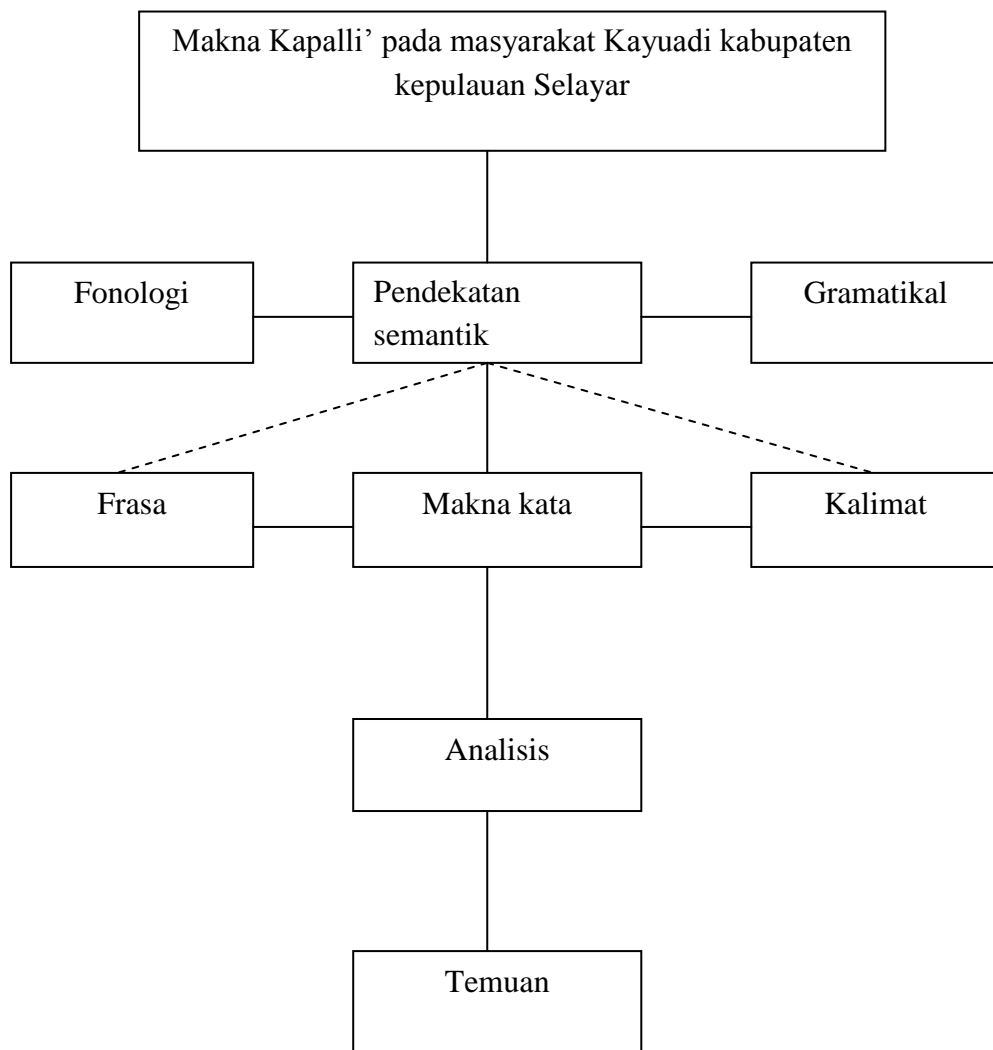 Makna Kapalli’ pada masyarakat Kayuadi kabupaten
kepulauan Selayar
Fonologi
Pendekatan
semantik
Gramatikal
Frasa
Makna kata
Kalimat
Analisis
Temuan